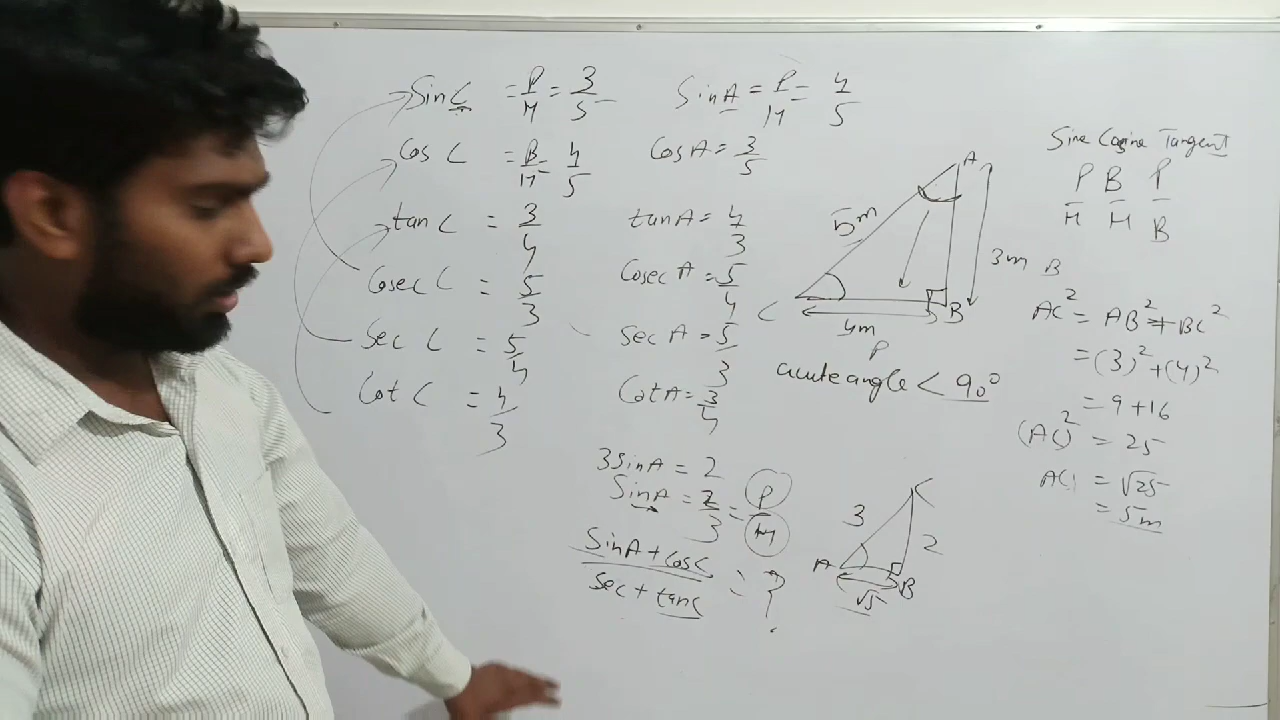 Sin C = P/H = 3/5
Cos C = B/H = 4/5
tan C = 3/4
Cosec C = 5/3
Sec C = 5/4
Cot C = 4/3
Sin A = P/H = 4/5
Cos A = 3/5
tan A = 4/3
Cosec A = 5/4
Sec A = 5/3
Cot A = 3/4
3 Sin A = 2
Sin A = 2/3 = P/H
SinA + CosC / Sec + tanC = ?
A
5m
3m B
C
4m
B
P
acute angle < 90°
C
3
2
A
B
√5
Sine Cosine Tangent
P/H B/H P/B
AC² = AB² + BC²
= (3)² + (4)²
= 9 + 16
(AC)² = 25
AC = √25
= 5m